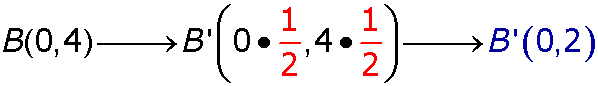 B(0,4) ⟶ B'(0 • 1/2, 4 • 1/2) ⟶ B'(0,2)